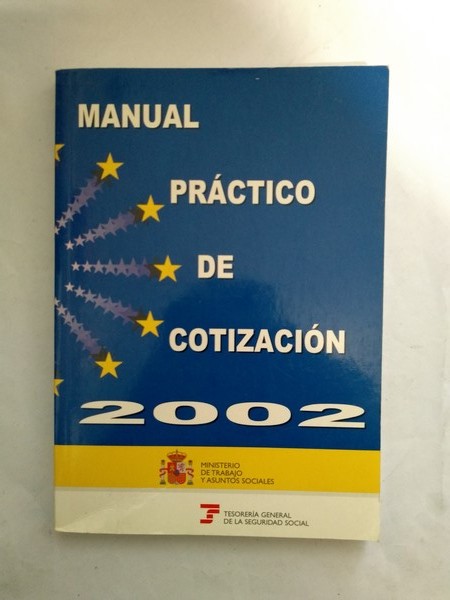 MANUAL
PRÁCTICO
DE
COTIZACIÓN
2002
MINISTERIO
DE TRABAJO
Y ASUNTOS SOCIALES
TESORERÍA GENERAL
DE LA SEGURIDAD SOCIAL